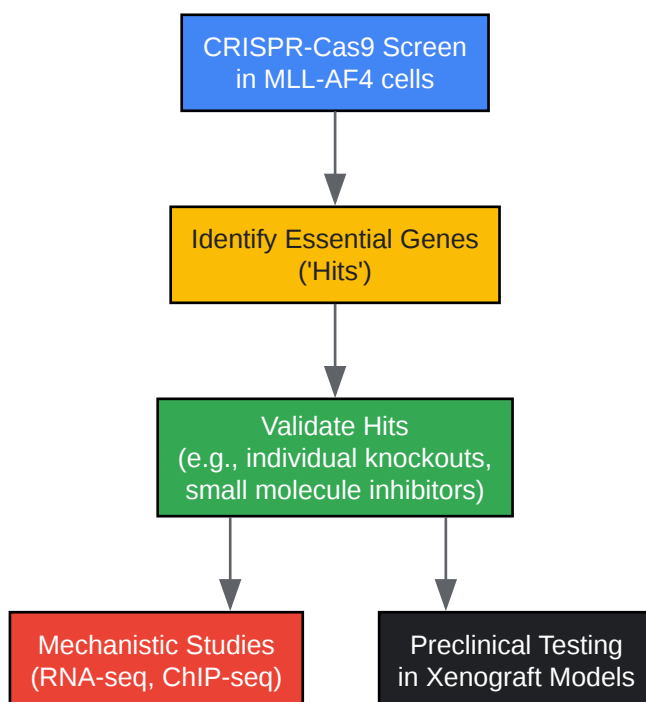 CRISPR-Cas9 Screen
in MLL-AF4 cells
Identify Essential Genes
('Hits')
Validate Hits
(e.g., individual knockouts,
small molecule inhibitors)
Mechanistic Studies
(RNA-seq, ChIP-seq)
Preclinical Testing
in Xenograft Models